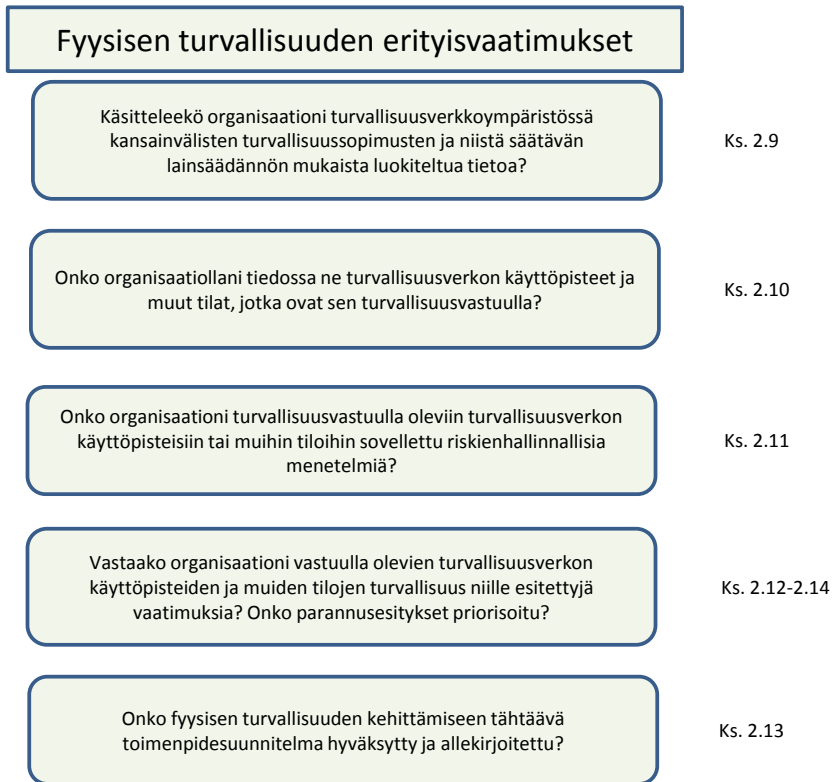 Fyysisen turvallisuuden erityisvaatimukset
Käsitteleekö organisaationi turvallisuusverkkoympäristössä
kansainvälisten turvallisuussopimusten ja niistä säätävän
lainsäädännön mukaista luokiteltua tietoa?
Ks. 2.9
Onko organisaatiollani tiedossa ne turvallisuusverkon käyttöpisteet ja
muut tilat, jotka ovat sen turvallisuusvastuulla?
Ks. 2.10
Onko organisaationi turvallisuusvastuulla oleviin turvallisuusverkon
käyttöpisteisiin tai muihin tiloihin sovellettu riskienhallinnallisia
menetelmiä?
Ks. 2.11
Vastaako organisaationi vastuulla olevien turvallisuusverkon
käyttöpisteiden ja muiden tilojen turvallisuus niille esitettyjä
vaatimuksia? Onko parannusesitykset priorisoitu?
Ks. 2.12-2.14
Onko fyysisen turvallisuuden kehittämiseen tähtäävä
toimenpidesuunnitelma hyväksytty ja allekirjoitettu?
Ks. 2.13